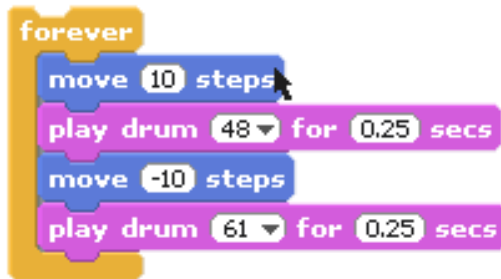 forever
move 10 steps
play drum 48 for 0.25 secs
move -10 steps
play drum 61 for 0.25 secs